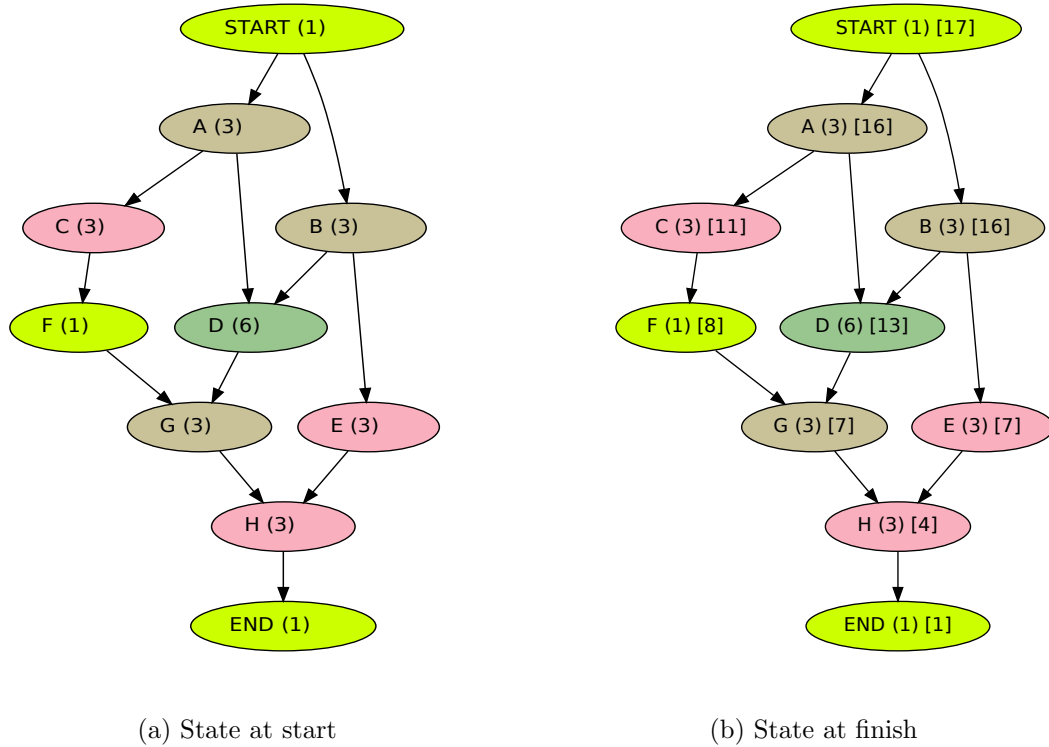 START (1)
A (3)
C (3)
B (3)
F (1)
D (6)
G (3)
E (3)
H (3)
END (1)
(a) State at start
START (1) [17]
A (3) [16]
C (3) [11]
B (3) [16]
F (1) [8]
D (6) [13]
G (3) [7]
E (3) [7]
H (3) [4]
END (1) [1]
(b) State at finish